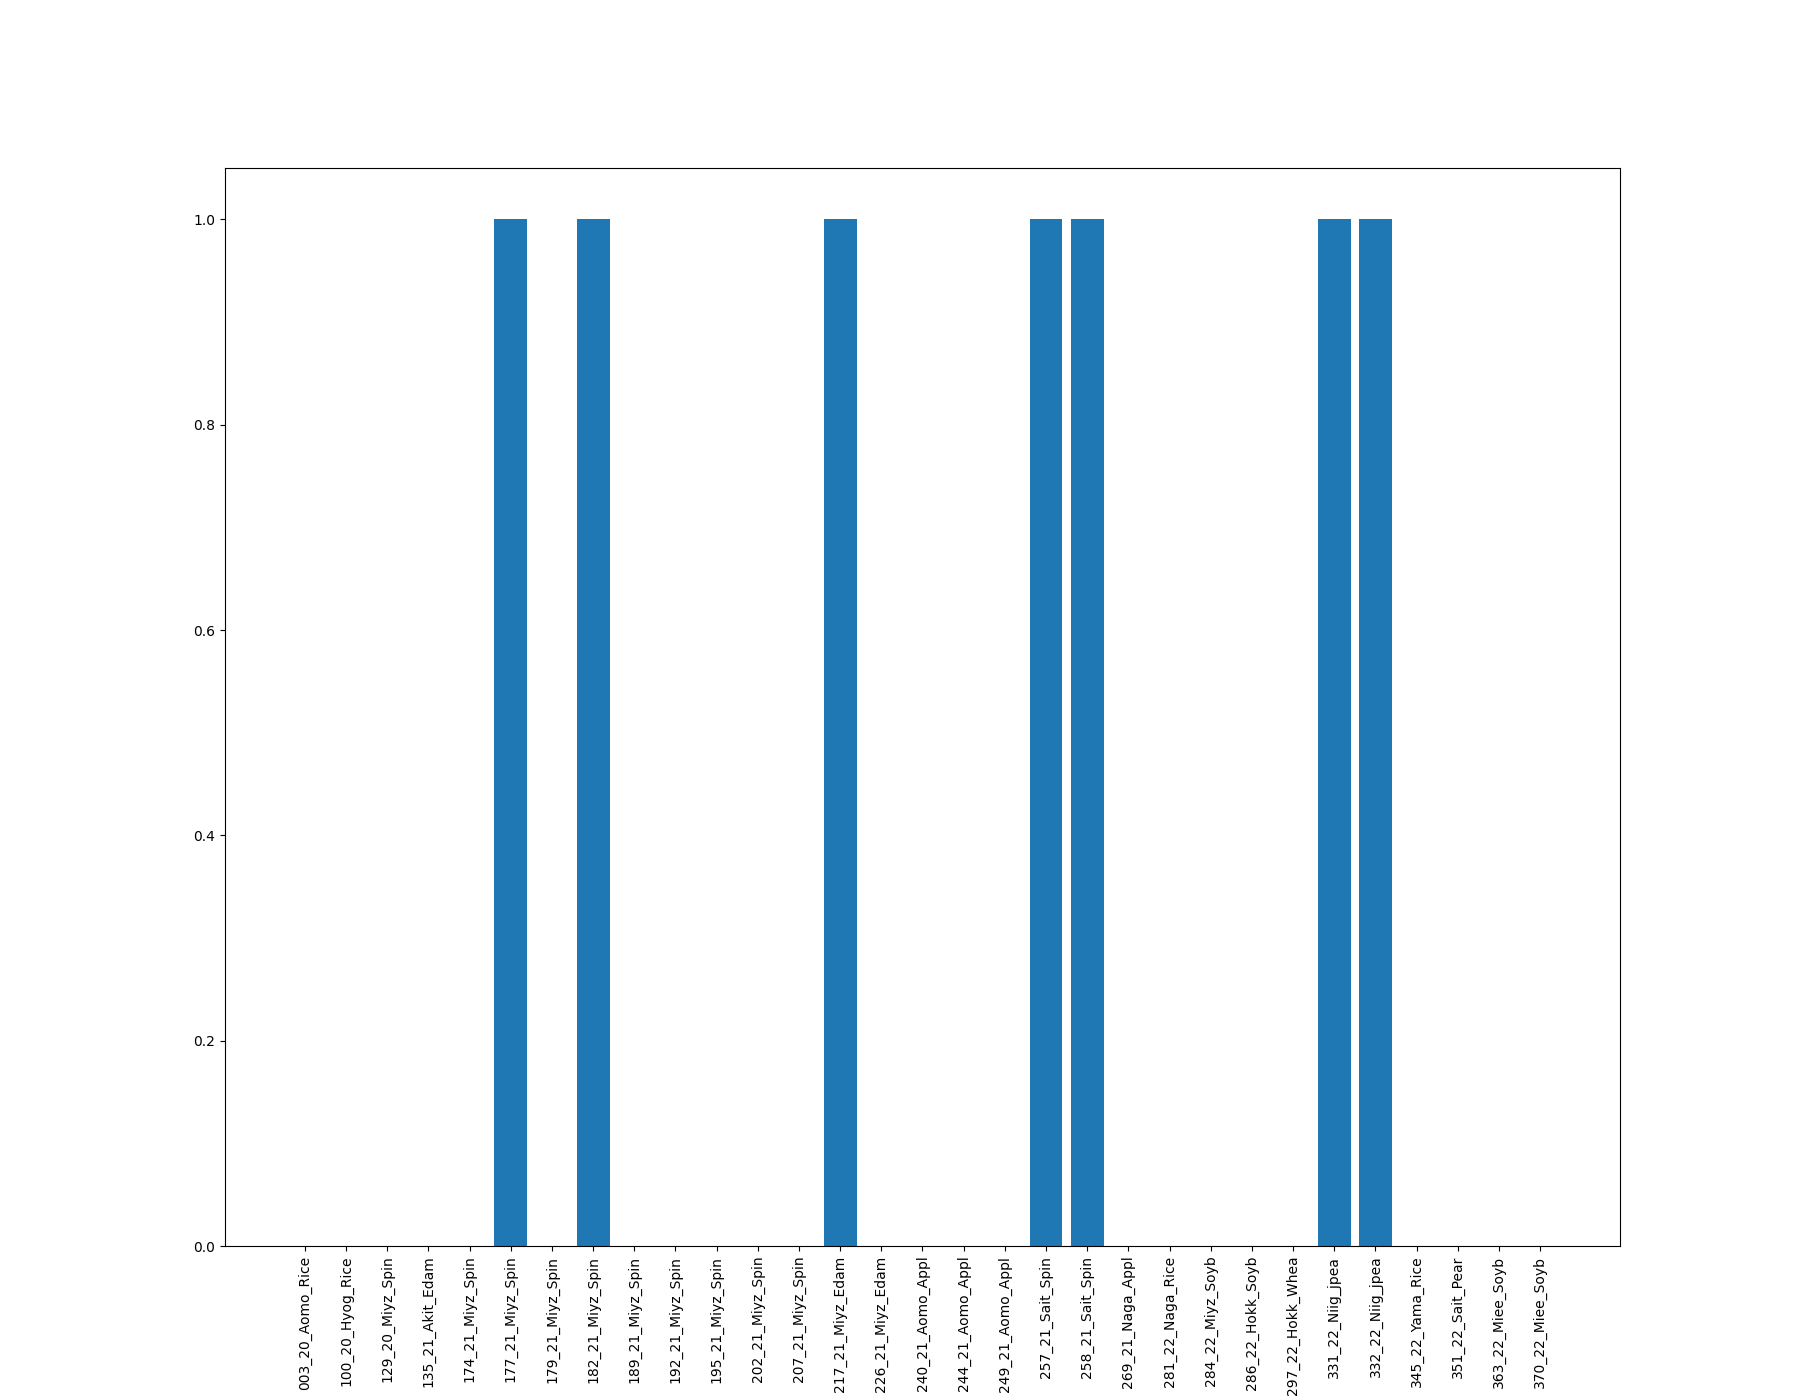 1.0
0.8
0.6
0.4
0.2
0.0
003_20_Aomo_Rice
100_20_Hyog_Rice
129_20_Miyz_Spin
135_21_Akit_Edam
174_21_Miyz_Spin
177_21_Miyz_Spin
179_21_Miyz_Spin
182_21_Miyz_Spin
189_21_Miyz_Spin
192_21_Miyz_Spin
195_21_Miyz_Spin
202_21_Miyz_Spin
207_21_Miyz_Spin
217_21_Miyz_Edam
226_21_Miyz_Edam
240_21_Aomo_Appl
244_21_Aomo_Appl
249_21_Aomo_Appl
257_21_Sait_Spin
258_21_Sait_Spin
269_21_Naga_Appl
281_22_Naga_Rice
284_22_Miyz_Soyb
286_22_Hokk_Soyb
297_22_Hokk_Whea
331_22_Niig_jpea
332_22_Niig_jpea
345_22_Yama_Rice
351_22_Sait_Pear
363_22_Miee_Soyb
370_22_Miee_Soyb